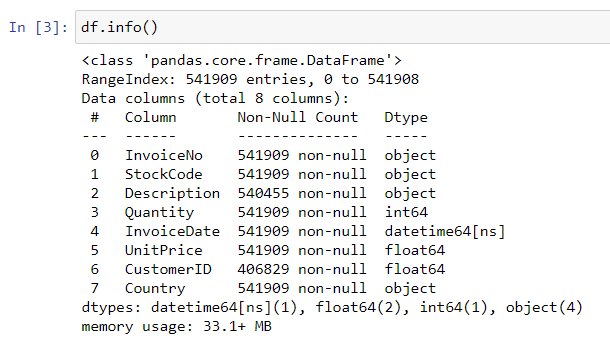 In [3]: df.info()
<class 'pandas.core.frame.DataFrame'>
RangeIndex: 541909 entries, 0 to 541908
Data columns (total 8 columns):
 #   Column       Non-Null Count   Dtype
---  ------       --------------   -----
 0   InvoiceNo    541909 non-null  object
 1   StockCode    541909 non-null  object
 2   Description  540455 non-null  object
 3   Quantity     541909 non-null  int64
 4   InvoiceDate  541909 non-null  datetime64[ns]
 5   UnitPrice    541909 non-null  float64
 6   CustomerID   406829 non-null  float64
 7   Country      541909 non-null  object
dtypes: datetime64[ns](1), float64(2), int64(1), object(4)
memory usage: 33.1+ MB